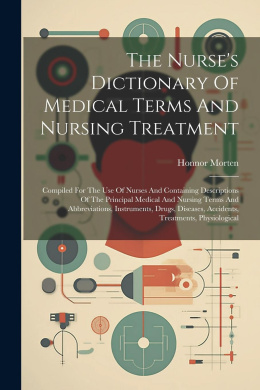 The Nurse's
Dictionary Of
Medical Terms And
Nursing Treatment
Honnor Morten
Compiled For The Use Of Nurses And Containing Descriptions
Of The Principal Medical And Nursing Terms And
Abbreviations, Instruments, Drugs, Diseases, Accidents,
Treatments, Physiological